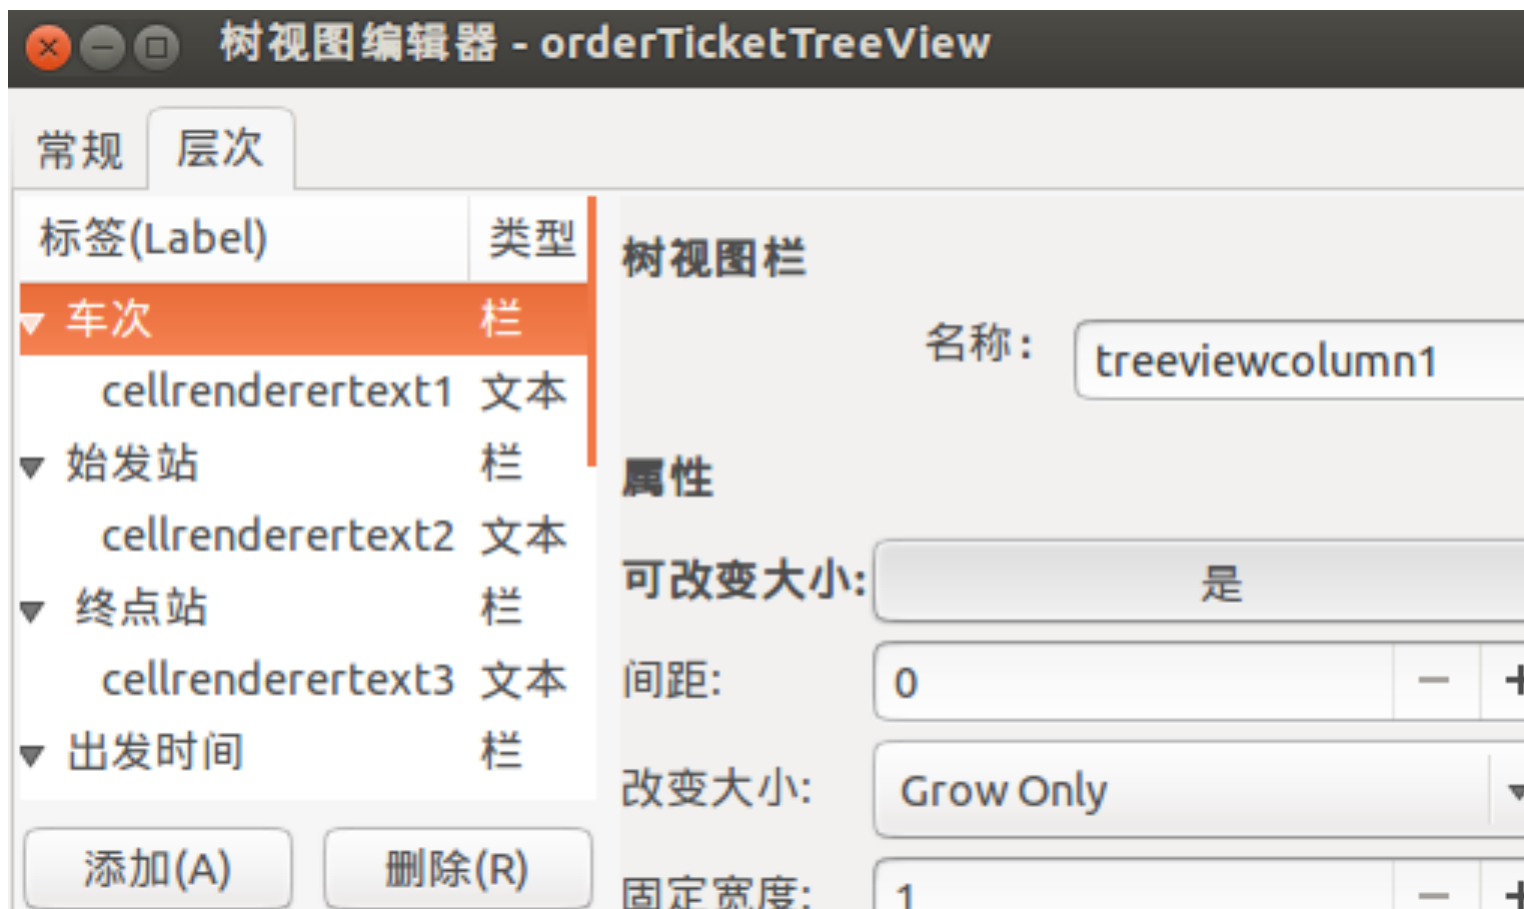 树视图编辑器 - orderTicketTreeView
常规 层次
标签(Label) 类型
车次 栏
cellrenderertext1 文本
始发站 栏
cellrenderertext2 文本
终点站 栏
cellrenderertext3 文本
出发时间 栏
添加(A) 删除(R)
树视图栏
名称： treeviewcolumn1
属性
可改变大小: 是
间距: 0 − +
改变大小: Grow Only
固定宽度: 1 − +